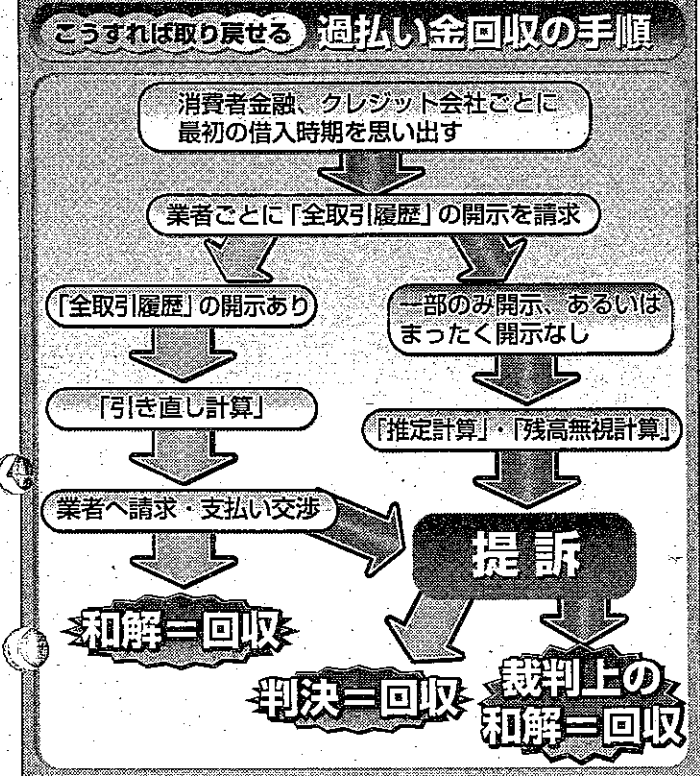 こうすれば取り戻せる 過払い金回収の手順
消費者金融、クレジット会社ごとに
最初の借入時期を思い出す
業者ごとに「全取引履歴」の開示を請求
「全取引履歴」の開示あり
一部のみ開示、あるいは
まったく開示なし
「引き直し計算」
「推定計算」・「残高無視計算」
業者へ請求・支払い交渉
提訴
和解＝回収
判決＝回収
裁判上の
和解＝回収